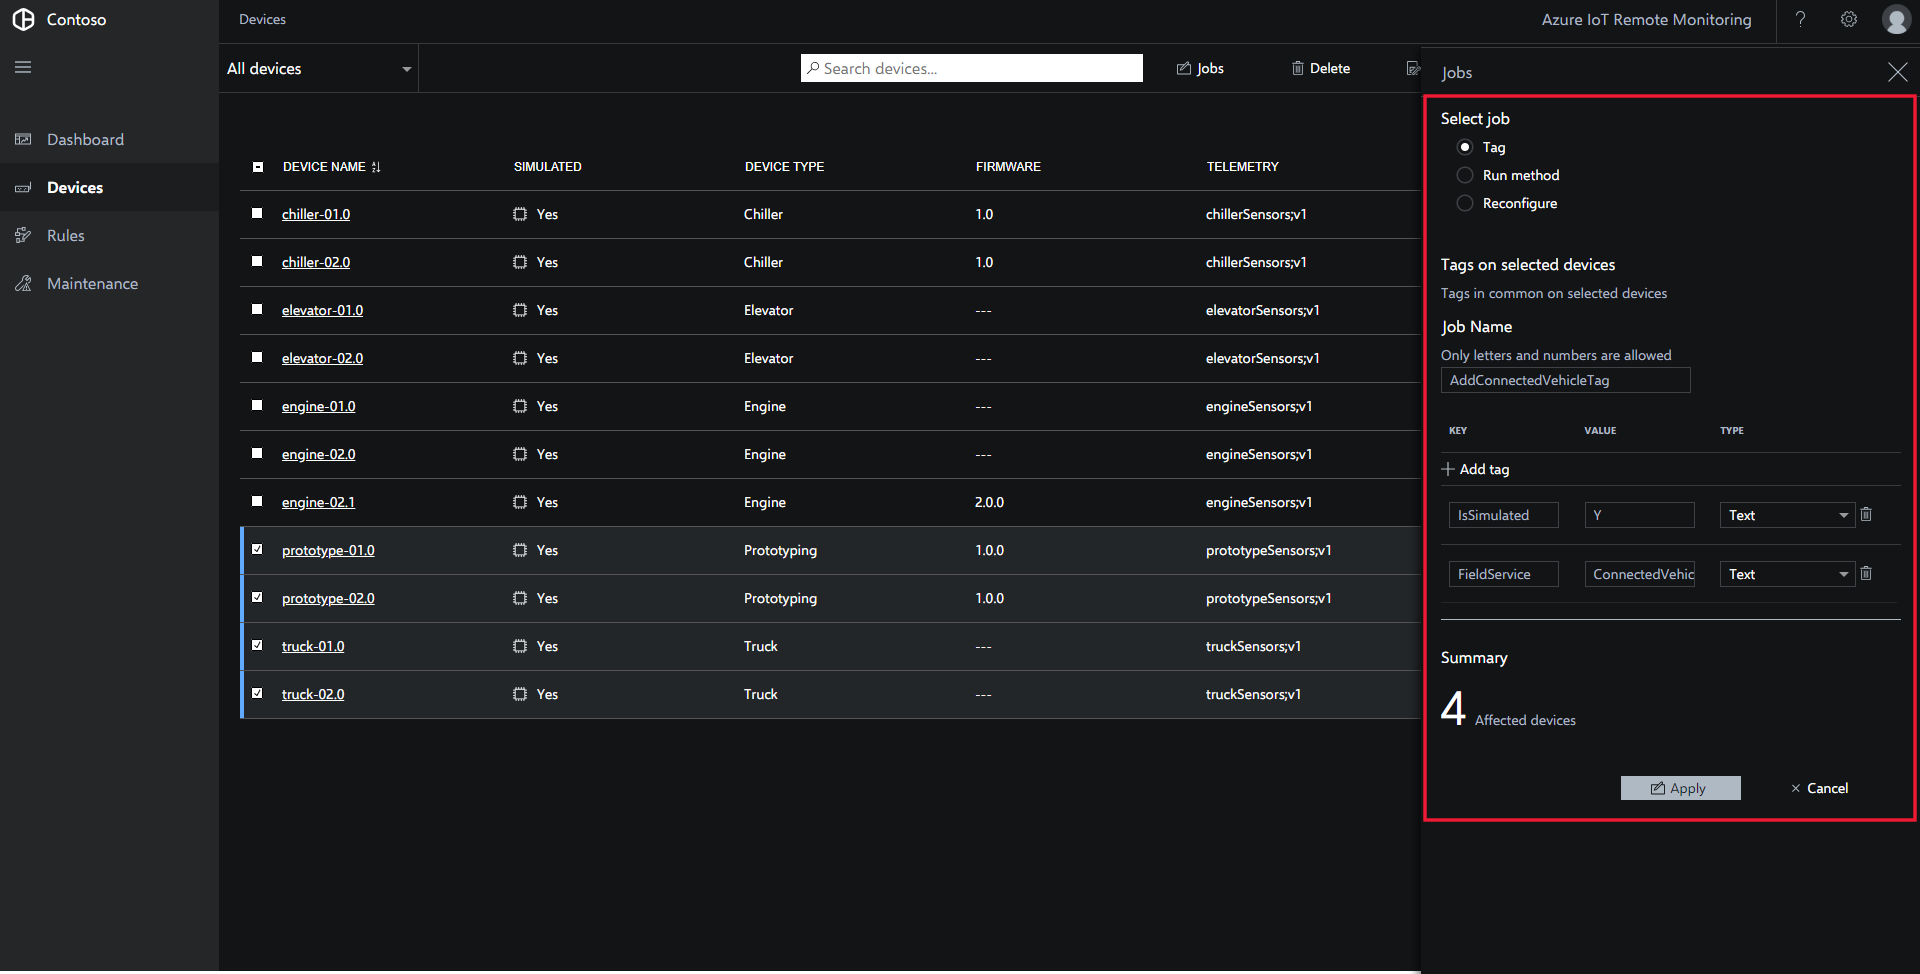 Contoso
Devices
Azure IoT Remote Monitoring
?
All devices
Search devices...
Jobs
Delete
Jobs
Dashboard
Devices
Rules
Maintenance
DEVICE NAME SIMULATED DEVICE TYPE FIRMWARE TELEMETRY
chiller-01.0 Yes Chiller 1.0 chillerSensors;v1
chiller-02.0 Yes Chiller 1.0 chillerSensors;v1
elevator-01.0 Yes Elevator --- elevatorSensors;v1
elevator-02.0 Yes Elevator --- elevatorSensors;v1
engine-01.0 Yes Engine --- engineSensors;v1
engine-02.0 Yes Engine --- engineSensors;v1
engine-02.1 Yes Engine 2.0.0 engineSensors;v1
prototype-01.0 Yes Prototyping 1.0.0 prototypeSensors;v1
prototype-02.0 Yes Prototyping 1.0.0 prototypeSensors;v1
truck-01.0 Yes Truck --- truckSensors;v1
truck-02.0 Yes Truck --- truckSensors;v1
Select job
Tag
Run method
Reconfigure
Tags on selected devices
Tags in common on selected devices
Job Name
Only letters and numbers are allowed
AddConnectedVehicleTag
KEY VALUE TYPE
Add tag
IsSimulated Y Text
FieldService ConnectedVehic Text
Summary
4 Affected devices
Apply
Cancel